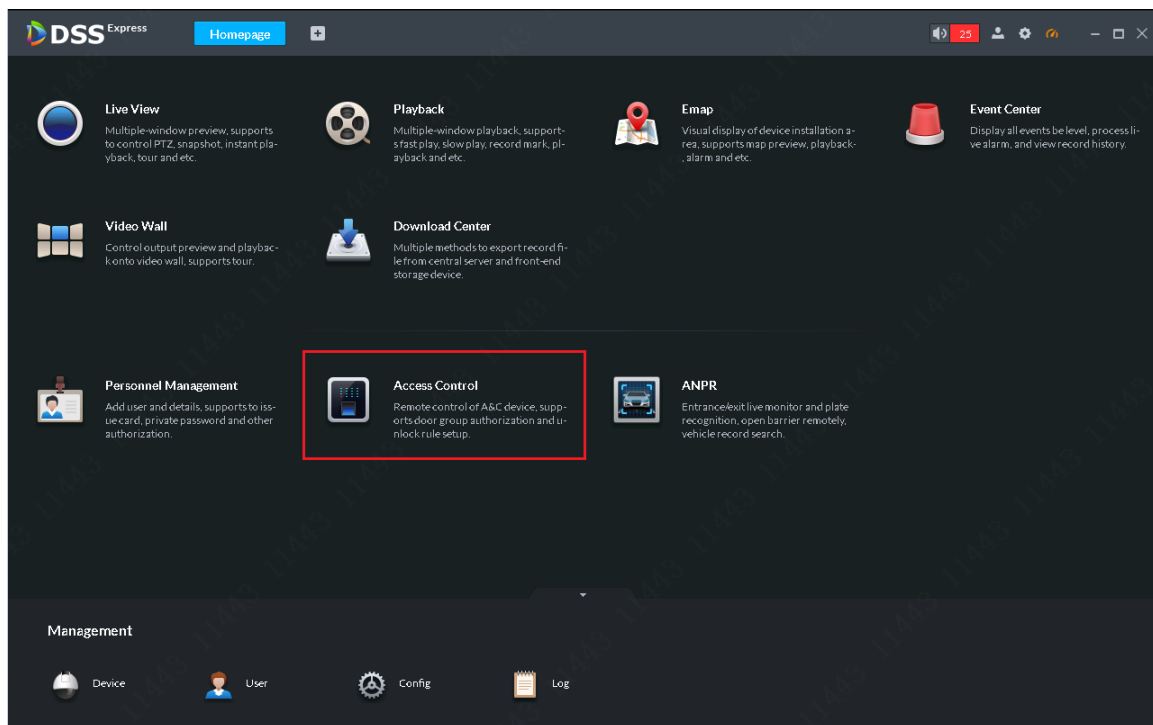 DSS Express
Homepage
25
Live View
Multiple-window preview, supports
to control PTZ, snapshot, instant pla-
yback, tour and etc.
Playback
Multiple-window playback, support-
s fast play, slow play, record mark, pl-
ayback and etc.
Emap
Visual display of device installation a-
rea, supports map preview, playback-
, alarm and etc.
Event Center
Display all events be level, process li-
ve alarm, and view record history.
Video Wall
Control output preview and playbac-
k onto video wall, supports tour.
Download Center
Multiple methods to export record fi-
le from central server and front-end
storage device.
Personnel Management
Add user and details, supports to iss-
ue card, private password and other
authorization.
Access Control
Remote control of A&C device, supp-
orts door group authorization and u-
nlock rule setup.
ANPR
Entrance/exit live monitor and plate
recognition, open barrier remotely,
vehicle record search.
Management
Device
User
Config
Log